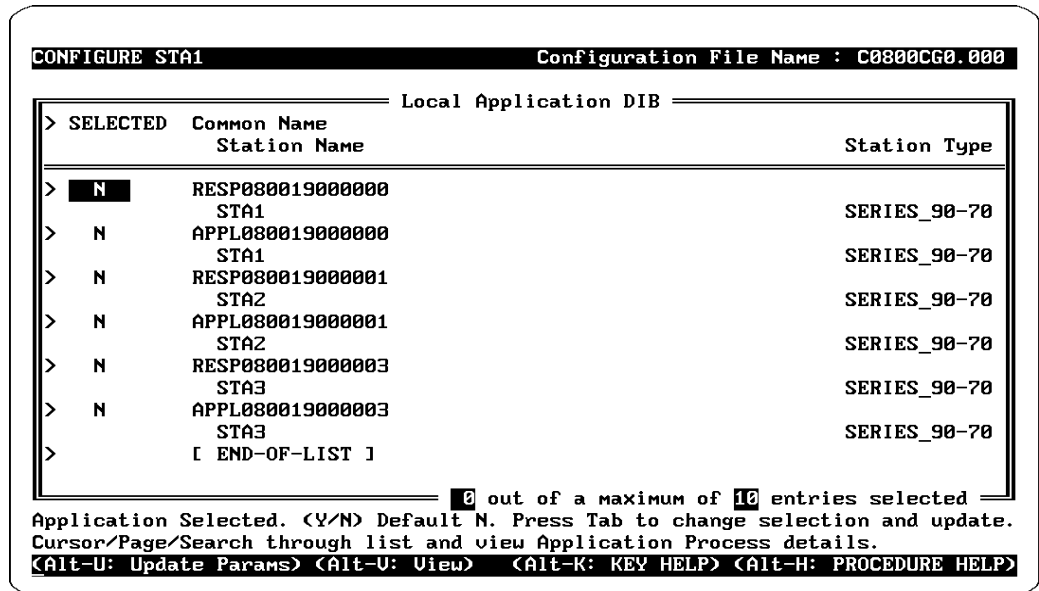 CONFIGURE STA1 Configuration File Name : C0800CG0.000
Local Application DIB
> SELECTED Common Name
Station Name Station Type
> N RESP080019000000
STA1 SERIES_90-70
> N APPL080019000000
STA1 SERIES_90-70
> N RESP080019000001
STA2 SERIES_90-70
> N APPL080019000001
STA2 SERIES_90-70
> N RESP080019000003
STA3 SERIES_90-70
> N APPL080019000003
STA3 SERIES_90-70
> [ END-OF-LIST ]
0 out of a maximum of 10 entries selected
Application Selected. (Y/N) Default N. Press Tab to change selection and update.
Cursor/Page/Search through list and view Application Process details.
(Alt-U: Update Params) (Alt-V: View) (Alt-K: KEY HELP) (Alt-H: PROCEDURE HELP)